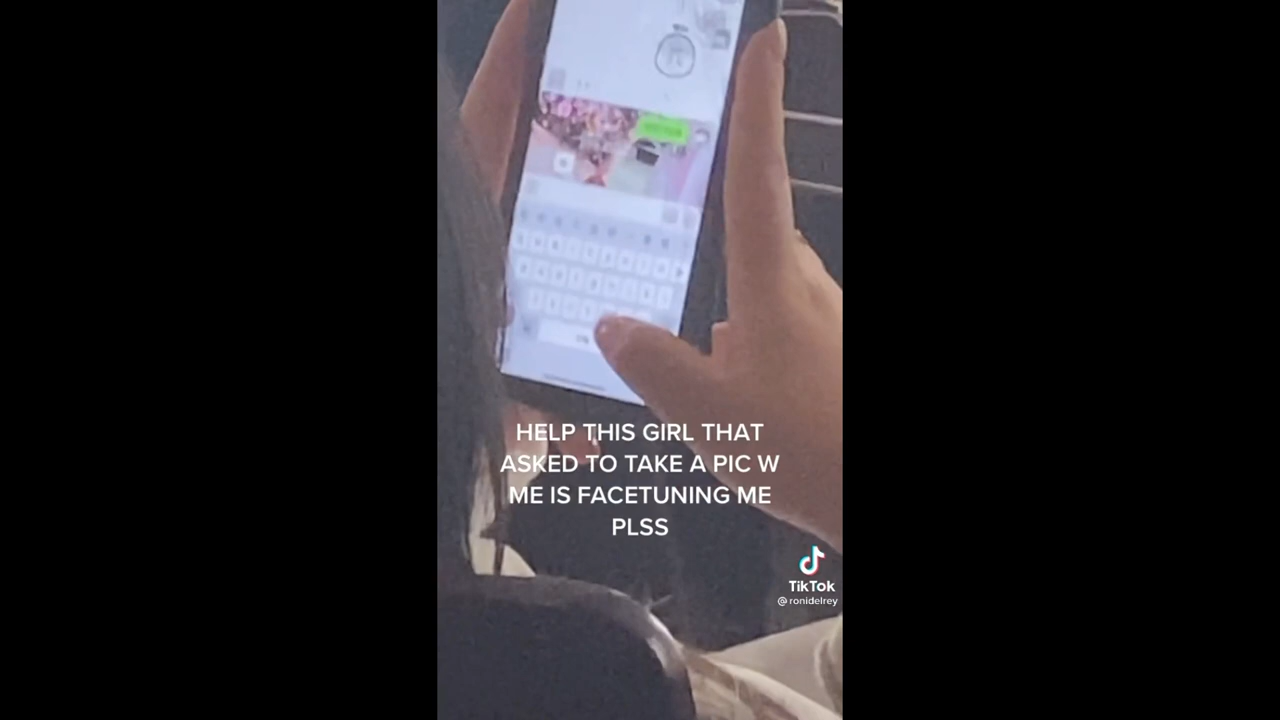 HELP THIS GIRL THAT
ASKED TO TAKE A PIC W
ME IS FACETUNING ME
PLSS
TikTok
@ronidelrey